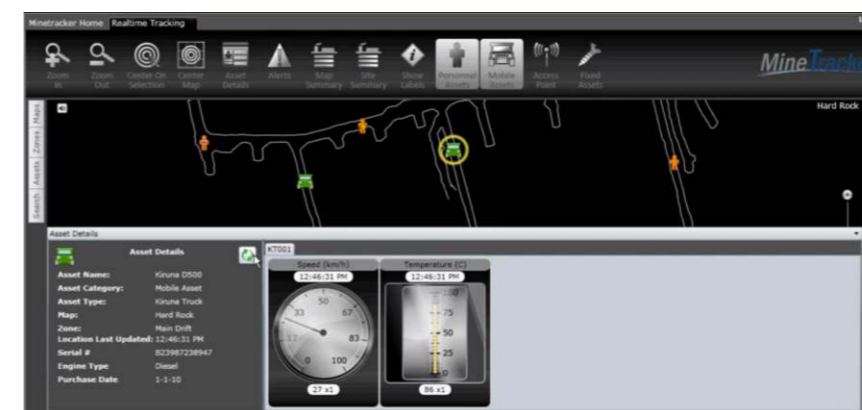 Minetracker Home Realtime Tracking
Zoom In
Zoom Out
Center On Selection
Center Map
Asset Details
Alerts
Map Summary
Site Summary
Show Labels
Personnel Assets
Mobile Assets
Access Point
Fixed Assets
Mine Tracke
Maps
Zones
Assets
Search
Hard Rock
Asset Details
Asset Details
Asset Name: Kiruna D500
Asset Category: Mobile Asset
Asset Type: Kiruna Truck
Map: Hard Rock
Zone: Main Drift
Location Last Updated: 12:46:31 PM
Serial # 823987238947
Engine Type Diesel
Purchase Date 1-1-10
KT001
Speed (km/h)
12:46:31 PM
50
33 67
17 83
0 100
27 x1
Temperature (C)
12:46:31 PM
100
75
50
25
0
86 x1